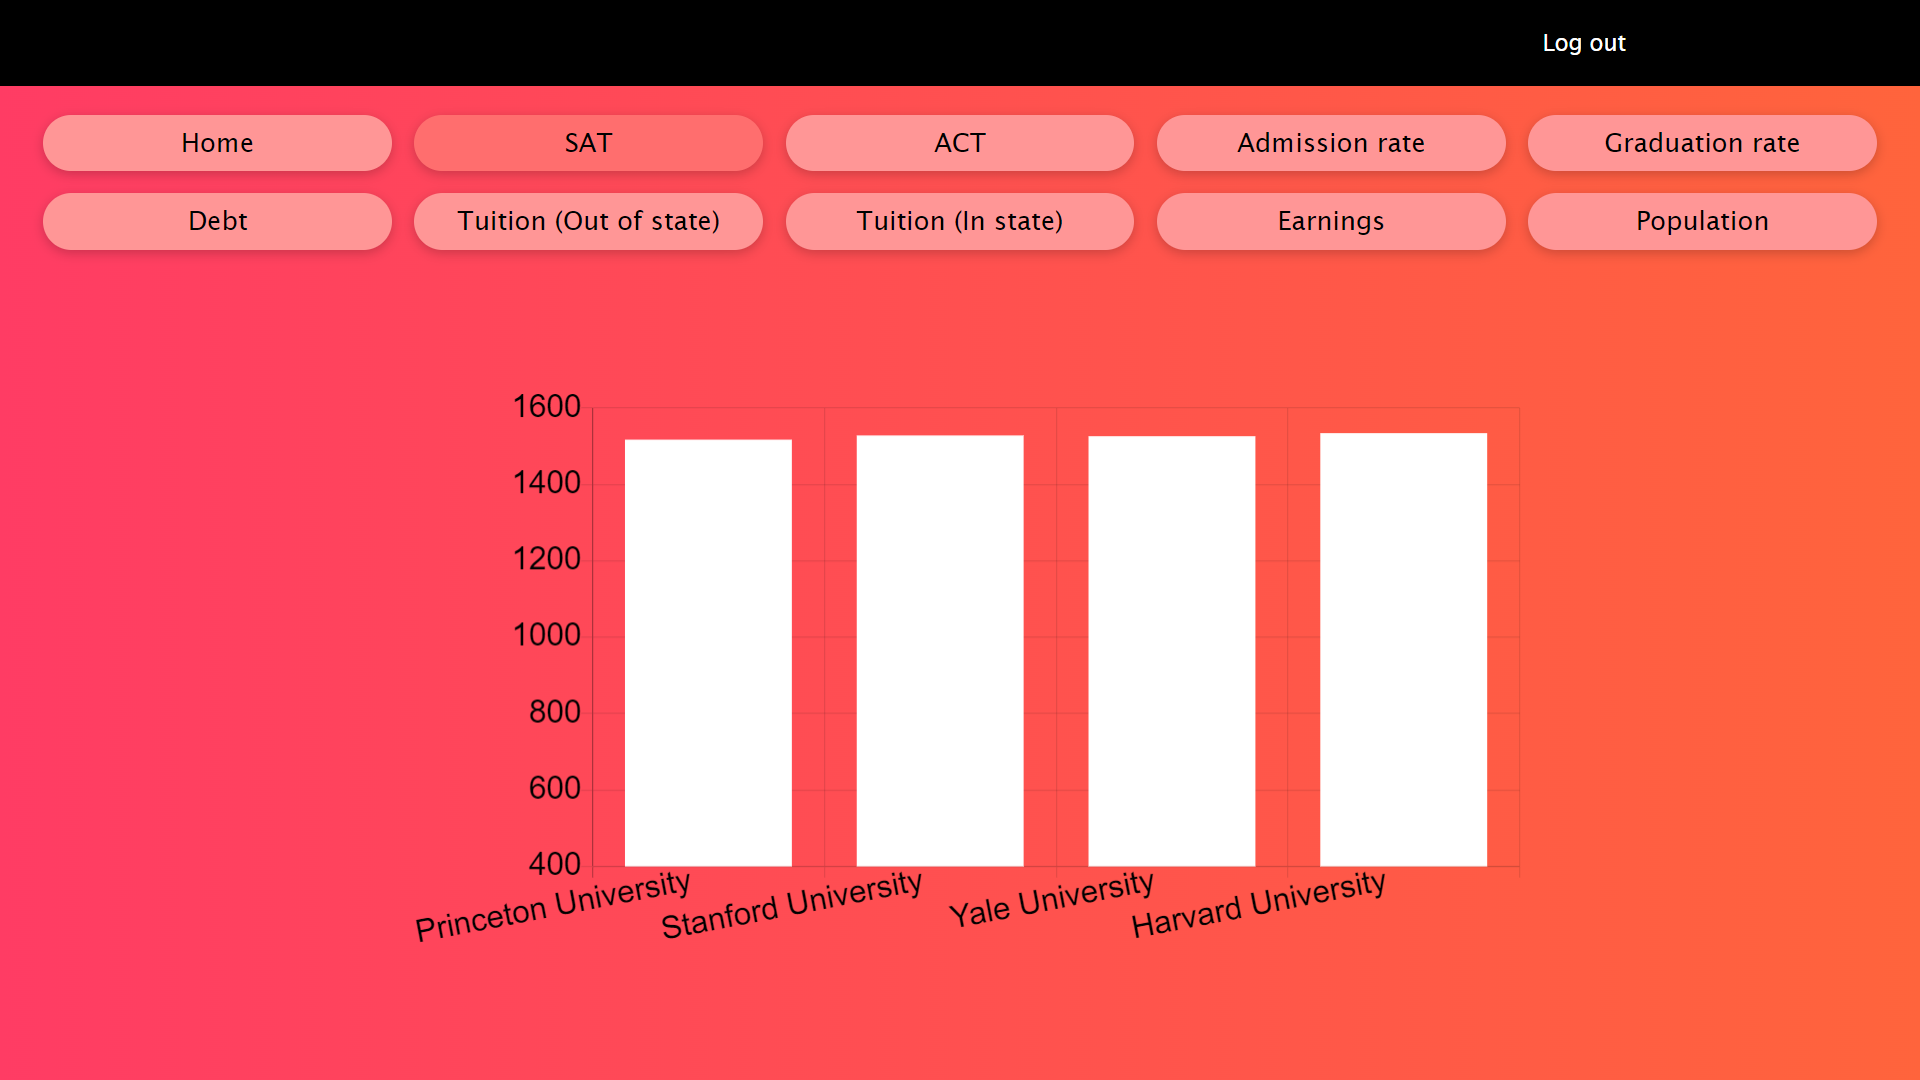 Log out
Home
SAT
ACT
Admission rate
Graduation rate
Debt
Tuition (Out of state)
Tuition (In state)
Earnings
Population
1600
1400
1200
1000
800
600
400
Princeton University
Stanford University
Yale University
Harvard University